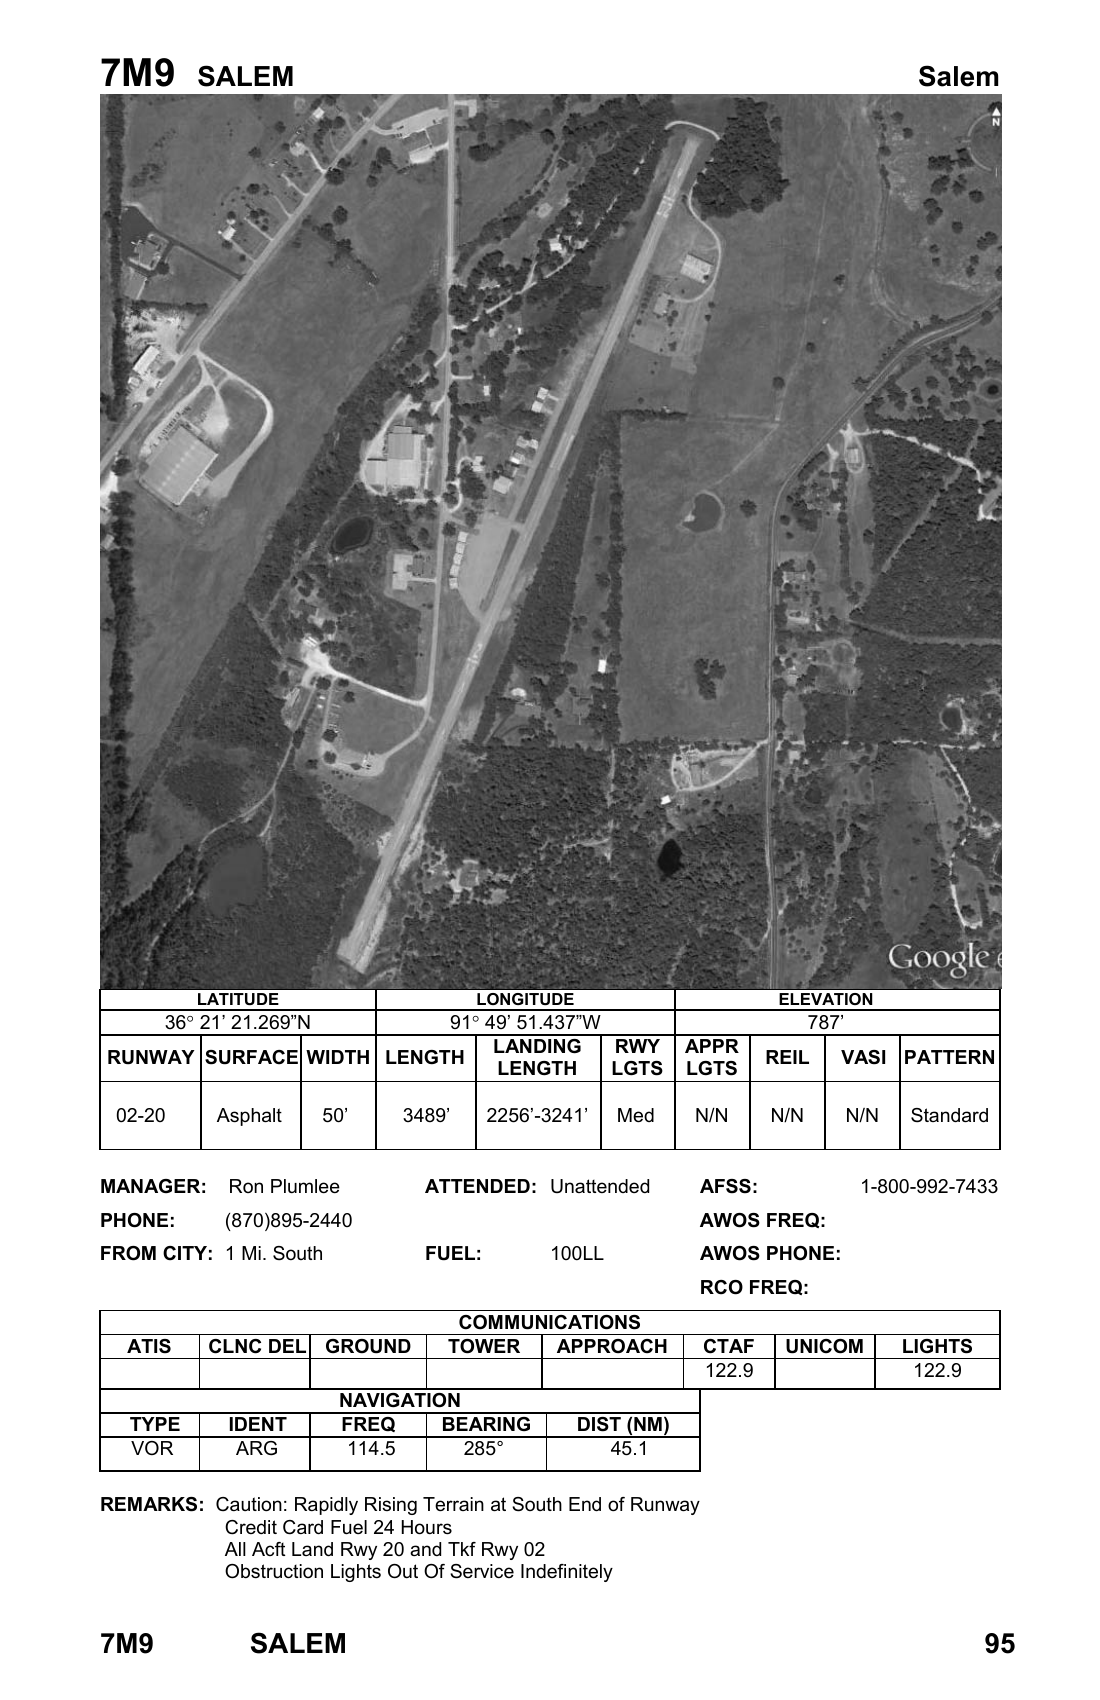 7M9 SALEM Salem
N
Google
LATITUDE LONGITUDE ELEVATION
36° 21’ 21.269”N 91° 49’ 51.437”W 787’
RUNWAY SURFACE WIDTH LENGTH LANDING LENGTH RWY LGTS APPR LGTS REIL VASI PATTERN
02-20 Asphalt 50’ 3489’ 2256’-3241’ Med N/N N/N N/N Standard
MANAGER: Ron Plumlee ATTENDED: Unattended AFSS: 1-800-992-7433
PHONE: (870)895-2440 AWOS FREQ:
FROM CITY: 1 Mi. South FUEL: 100LL AWOS PHONE:
RCO FREQ:
COMMUNICATIONS
ATIS CLNC DEL GROUND TOWER APPROACH CTAF UNICOM LIGHTS
122.9 122.9
NAVIGATION
TYPE IDENT FREQ BEARING DIST (NM)
VOR ARG 114.5 285° 45.1
REMARKS: Caution: Rapidly Rising Terrain at South End of Runway
Credit Card Fuel 24 Hours
All Acft Land Rwy 20 and Tkf Rwy 02
Obstruction Lights Out Of Service Indefinitely
7M9 SALEM 95